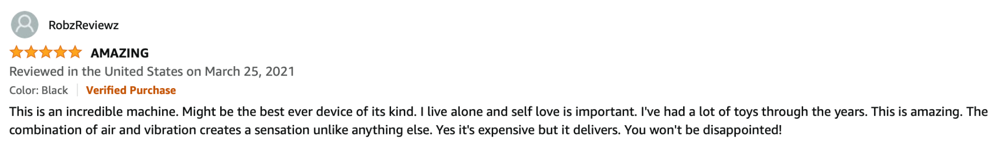 RobzReviewz
AMAZING
Reviewed in the United States on March 25, 2021
Color: Black | Verified Purchase
This is an incredible machine. Might be the best ever device of its kind. I live alone and self love is important. I've had a lot of toys through the years. This is amazing. The
combination of air and vibration creates a sensation unlike anything else. Yes it's expensive but it delivers. You won't be disappointed!